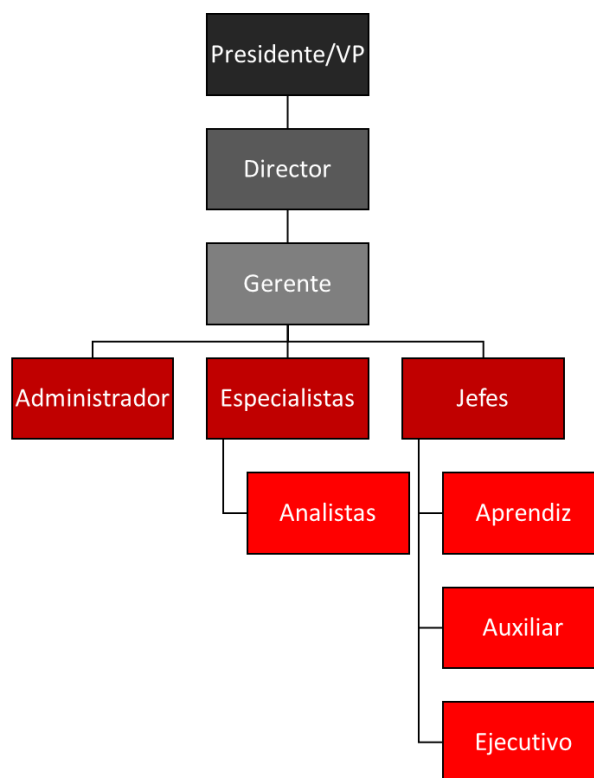 Presidente/VP
Director
Gerente
Administrador
Especialistas
Jefes
Analistas
Aprendiz
Auxiliar
Ejecutivo